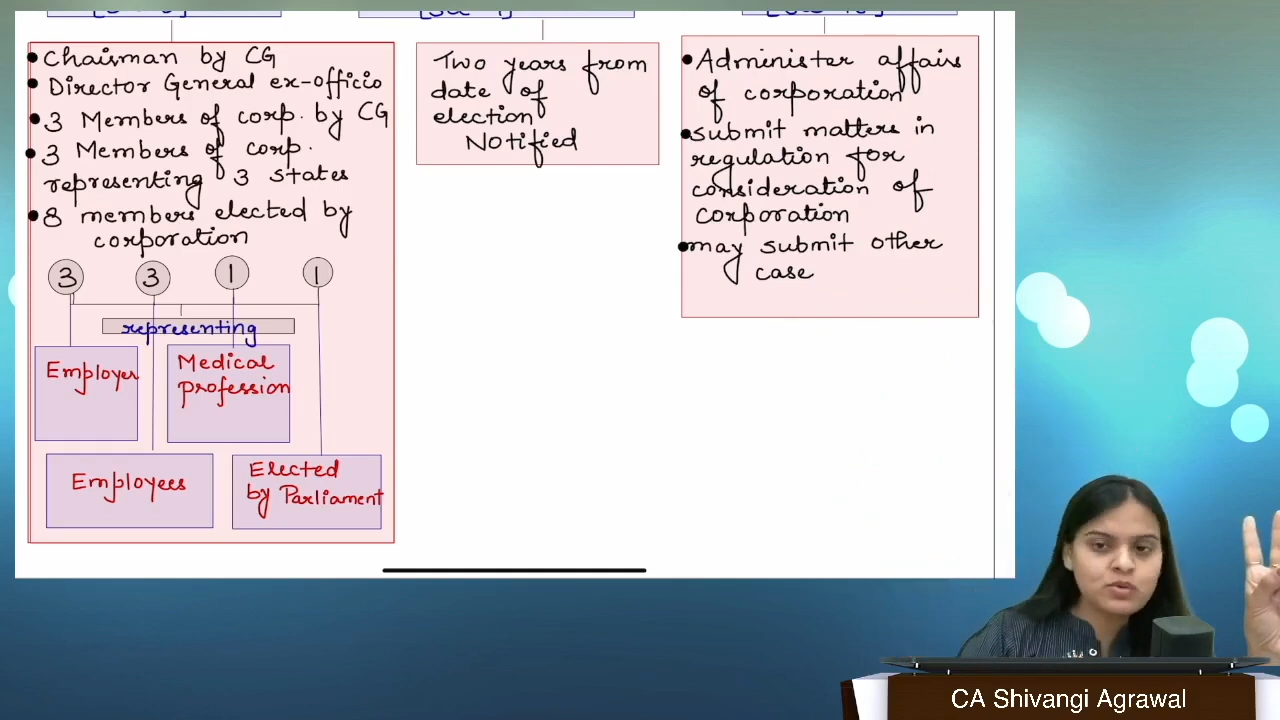 • Chairman by CG
• Director General ex-officio
• 3 Members of corp. by CG
• 3 Members of corp.
representing 3 states
• 8 members elected by
corporation
3 3 1 1
representing
Employer
Medical
profession
Employees
Elected
by Parliament
Two years from
date of
election
Notified
• Administer affairs
of corporation
• submit matters in
regulation for
consideration of
corporation
• may submit other
case
CA Shivangi Agrawal